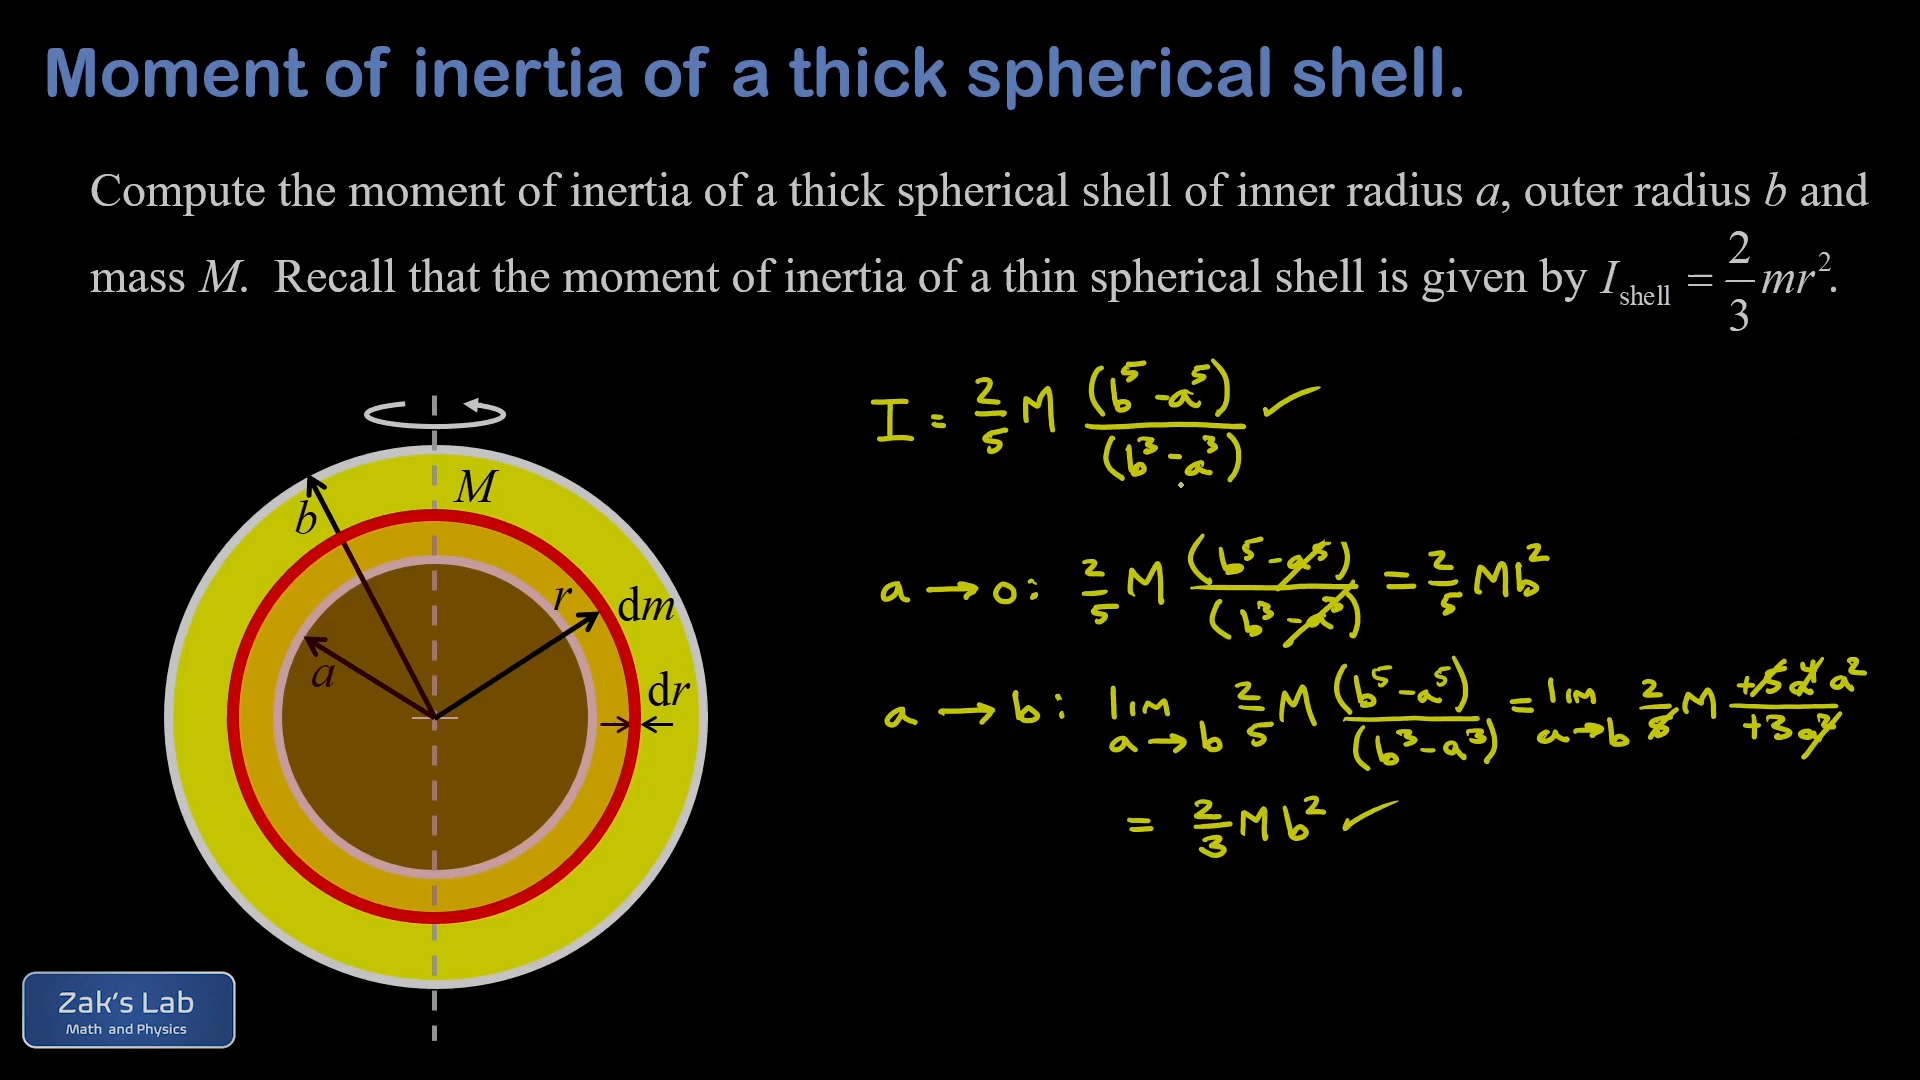 Moment of inertia of a thick spherical shell.
Compute the moment of inertia of a thick spherical shell of inner radius a, outer radius b and
mass M. Recall that the moment of inertia of a thin spherical shell is given by I_shell = 2/3 mr².
I = 2/5 M (b⁵ - a⁵)/(b³ - a³) ✓
a → 0: 2/5 M (b⁵ - a⁵)/(b³ - a³) = 2/5 Mb²
a → b: lim a→b 2/5 M (b⁵ - a⁵)/(b³ - a³) = lim a→b 2/5 M +5a⁴ a²/+3a²
= 2/3 M b² ✓
M
b
r
dm
a
dr
Zak's Lab
Math and Physics